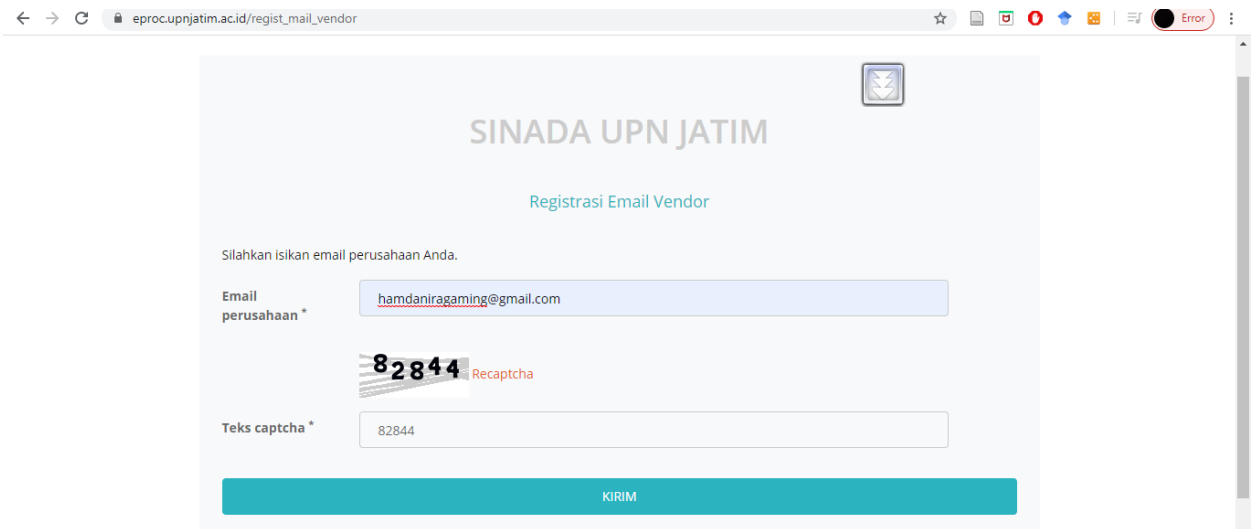 eproc.upnjatim.ac.id/regist_mail_vendor
Error
SINADA UPN JATIM
Registrasi Email Vendor
Silahkan isikan email perusahaan Anda.
Email
perusahaan *
hamdaniragaming@gmail.com
82844 Recaptcha
Teks captcha *
82844
KIRIM